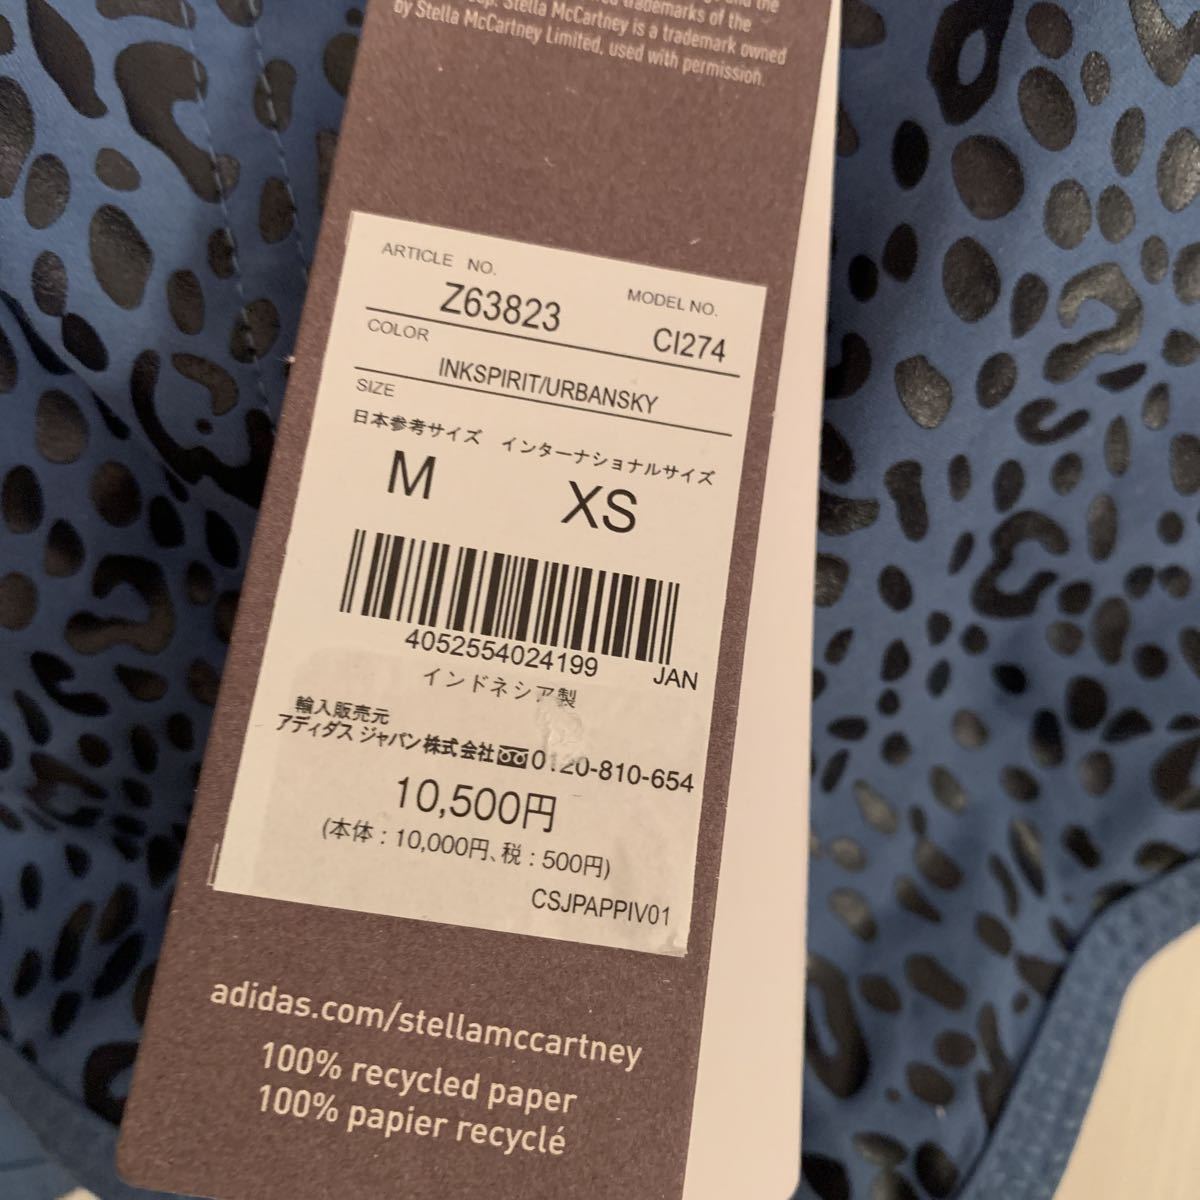 and the
trademarks of the
Stella McCartney is a trademark owned
by Stella McCartney Limited, used with permission.
ARTICLE NO.
MODEL NO.
Z63823
CI274
COLOR
INKSPIRIT/URBANSKY
SIZE
日本参考サイズ インターナショナルサイズ
M XS
4052554024199 JAN
インドネシア製
輸入販売元
アディダス ジャパン株式会社 0120-810-654
10,500円
(本体：10,000円、税：500円)
CSJPAPPIV01
adidas.com/stellamccartney
100% recycled paper
100% papier recyclé